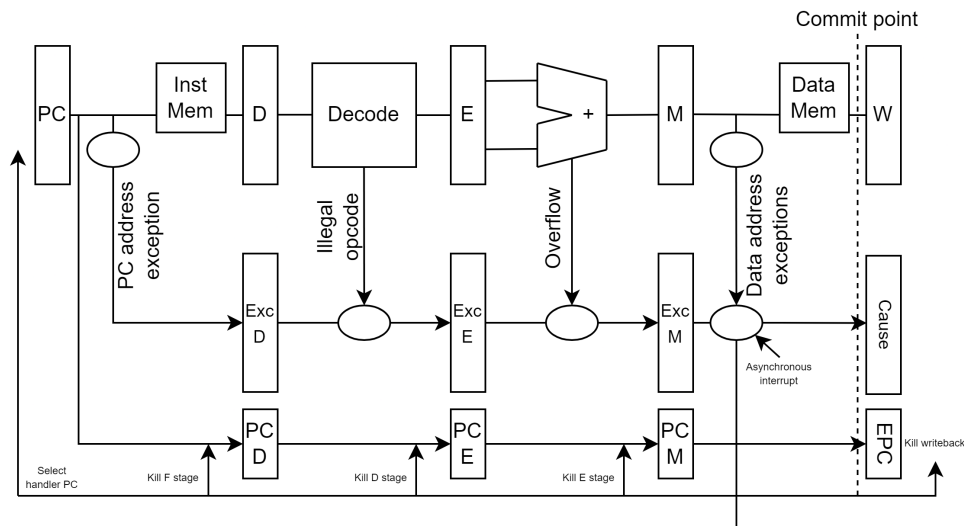 Commit point
PC
Inst
Mem
D
Decode
E
+
M
Data
Mem
W
PC address
exception
Illegal
opcode
Overflow
Data address
exceptions
Exc
D
Exc
E
Exc
M
Cause
Asynchronous
interrupt
PC
D
PC
E
PC
M
EPC
Kill writeback
Select
handler PC
Kill F stage
Kill D stage
Kill E stage